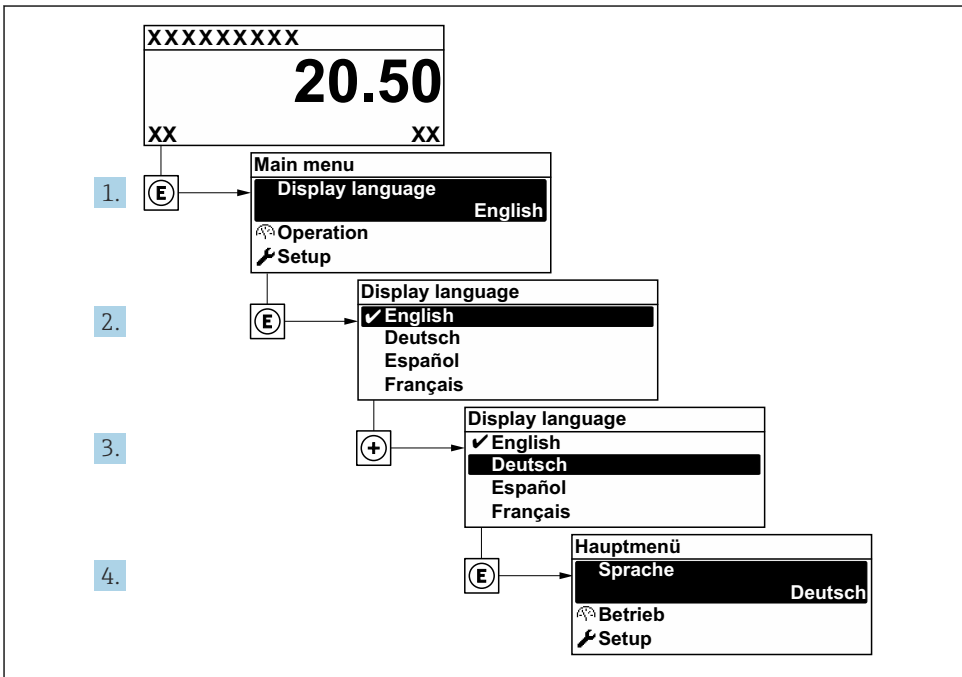 XXXXXXXXX
20.50
XX XX
1.
E
Main menu
Display language
English
Operation
Setup
2.
E
Display language
✔English
Deutsch
Español
Français
3.
+
Display language
✔English
Deutsch
Español
Français
4.
E
Hauptmenü
Sprache
Deutsch
Betrieb
Setup